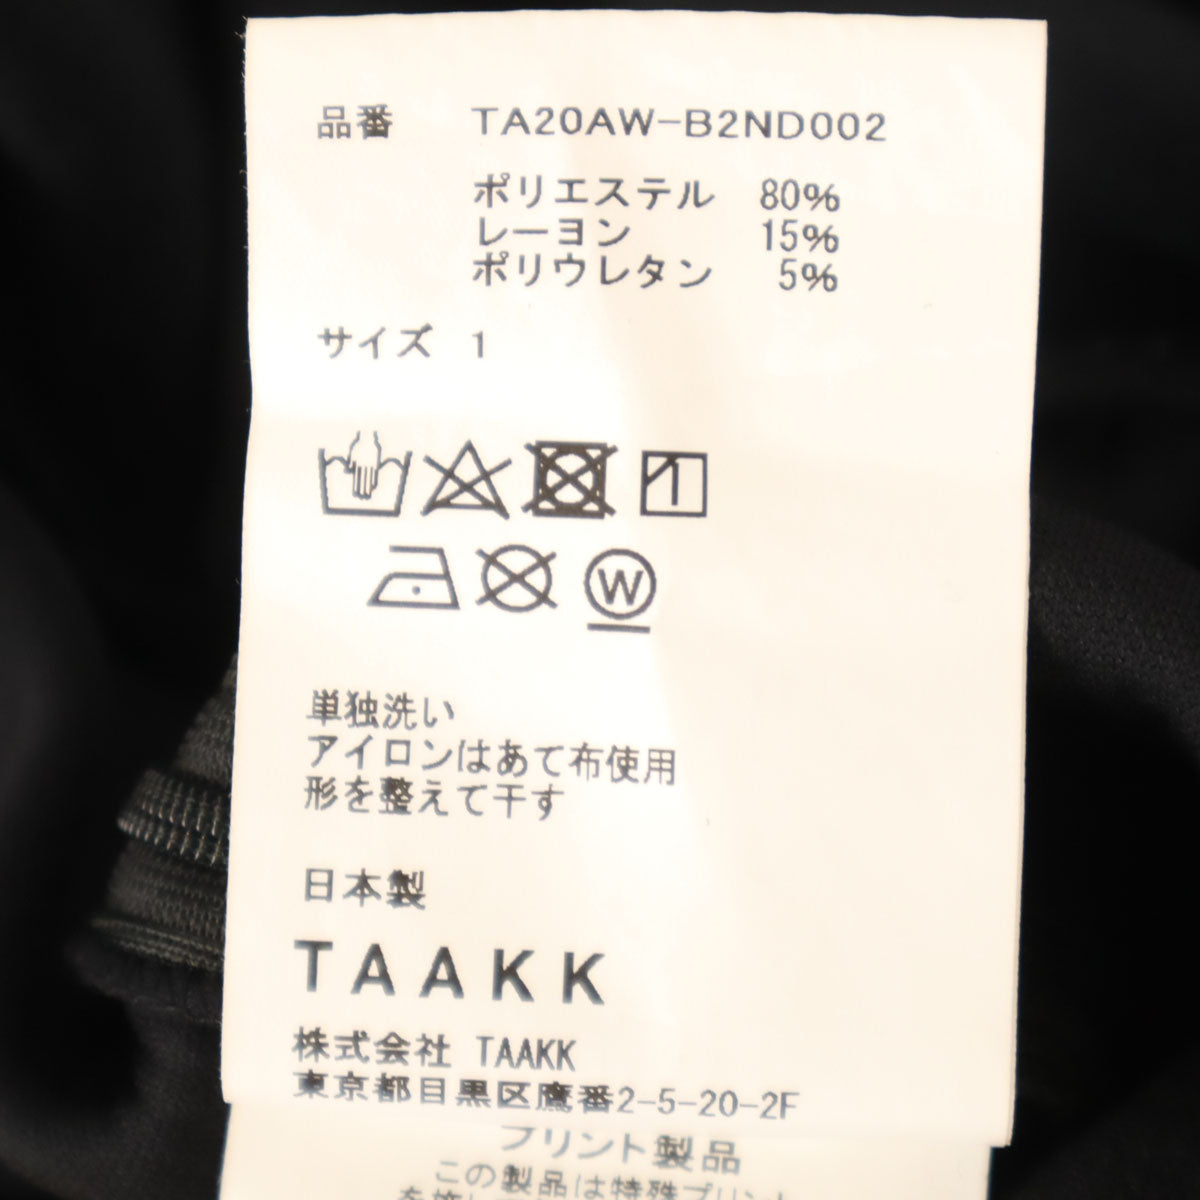 品番 TA20AW-B2ND002
ポリエステル 80%
レーヨン 15%
ポリウレタン 5%
サイズ 1
W
単独洗い
アイロンはあて布使用
形を整えて干す
日本製
TAAKK
株式会社 TAAKK
東京都目黒区鷹番2-5-20-2F
プリント製品
この製品は特殊プリント